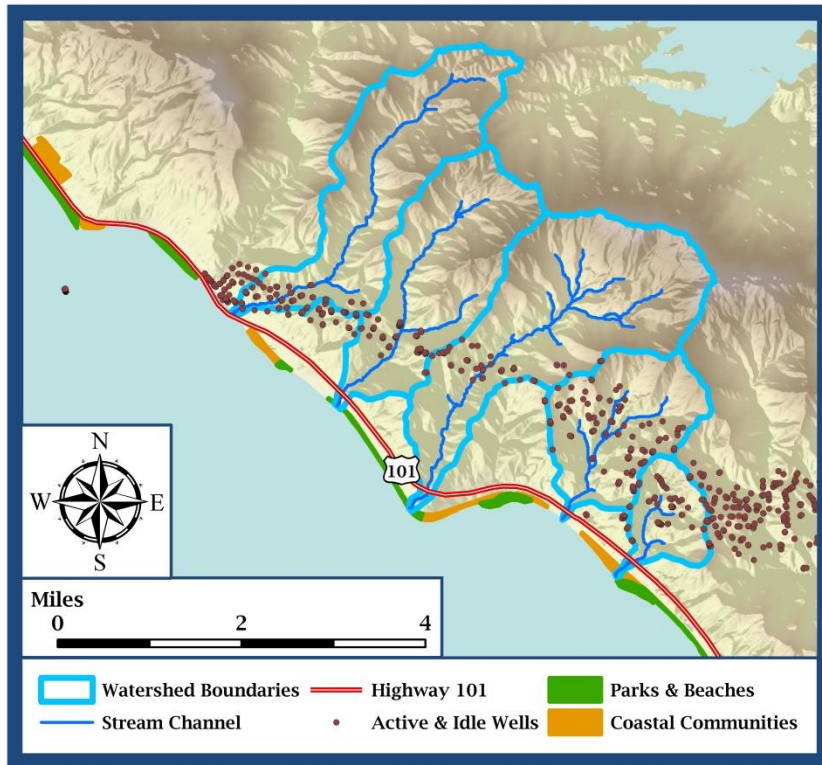 101
N
W E
S
Miles
0 2 4
Watershed Boundaries Highway 101 Parks & Beaches
Stream Channel Active & Idle Wells Coastal Communities